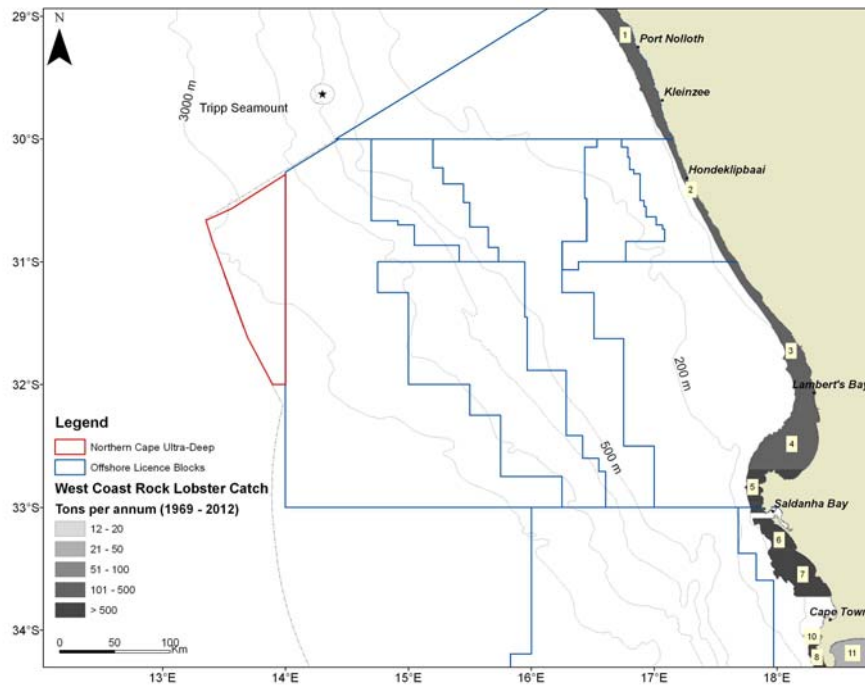 29°S
N
1
Port Nolloth
3000 m
Kleinzee
Tripp Seamount
30°S
Hondeklipbaai
2
31°S
3
200 m
32°S
Lambert's Bay
Legend
Northern Cape Ultra-Deep
4
500 m
Offshore Licence Blocks
West Coast Rock Lobster Catch
5
33°S
Saldanha Bay
Tons per annum (1969 - 2012)
12 - 20
6
21 - 50
51 - 100
7
101 - 500
> 500
Cape Town
34°S
10
0 50 100
Km
8
11
13°E 14°E 15°E 16°E 17°E 18°E